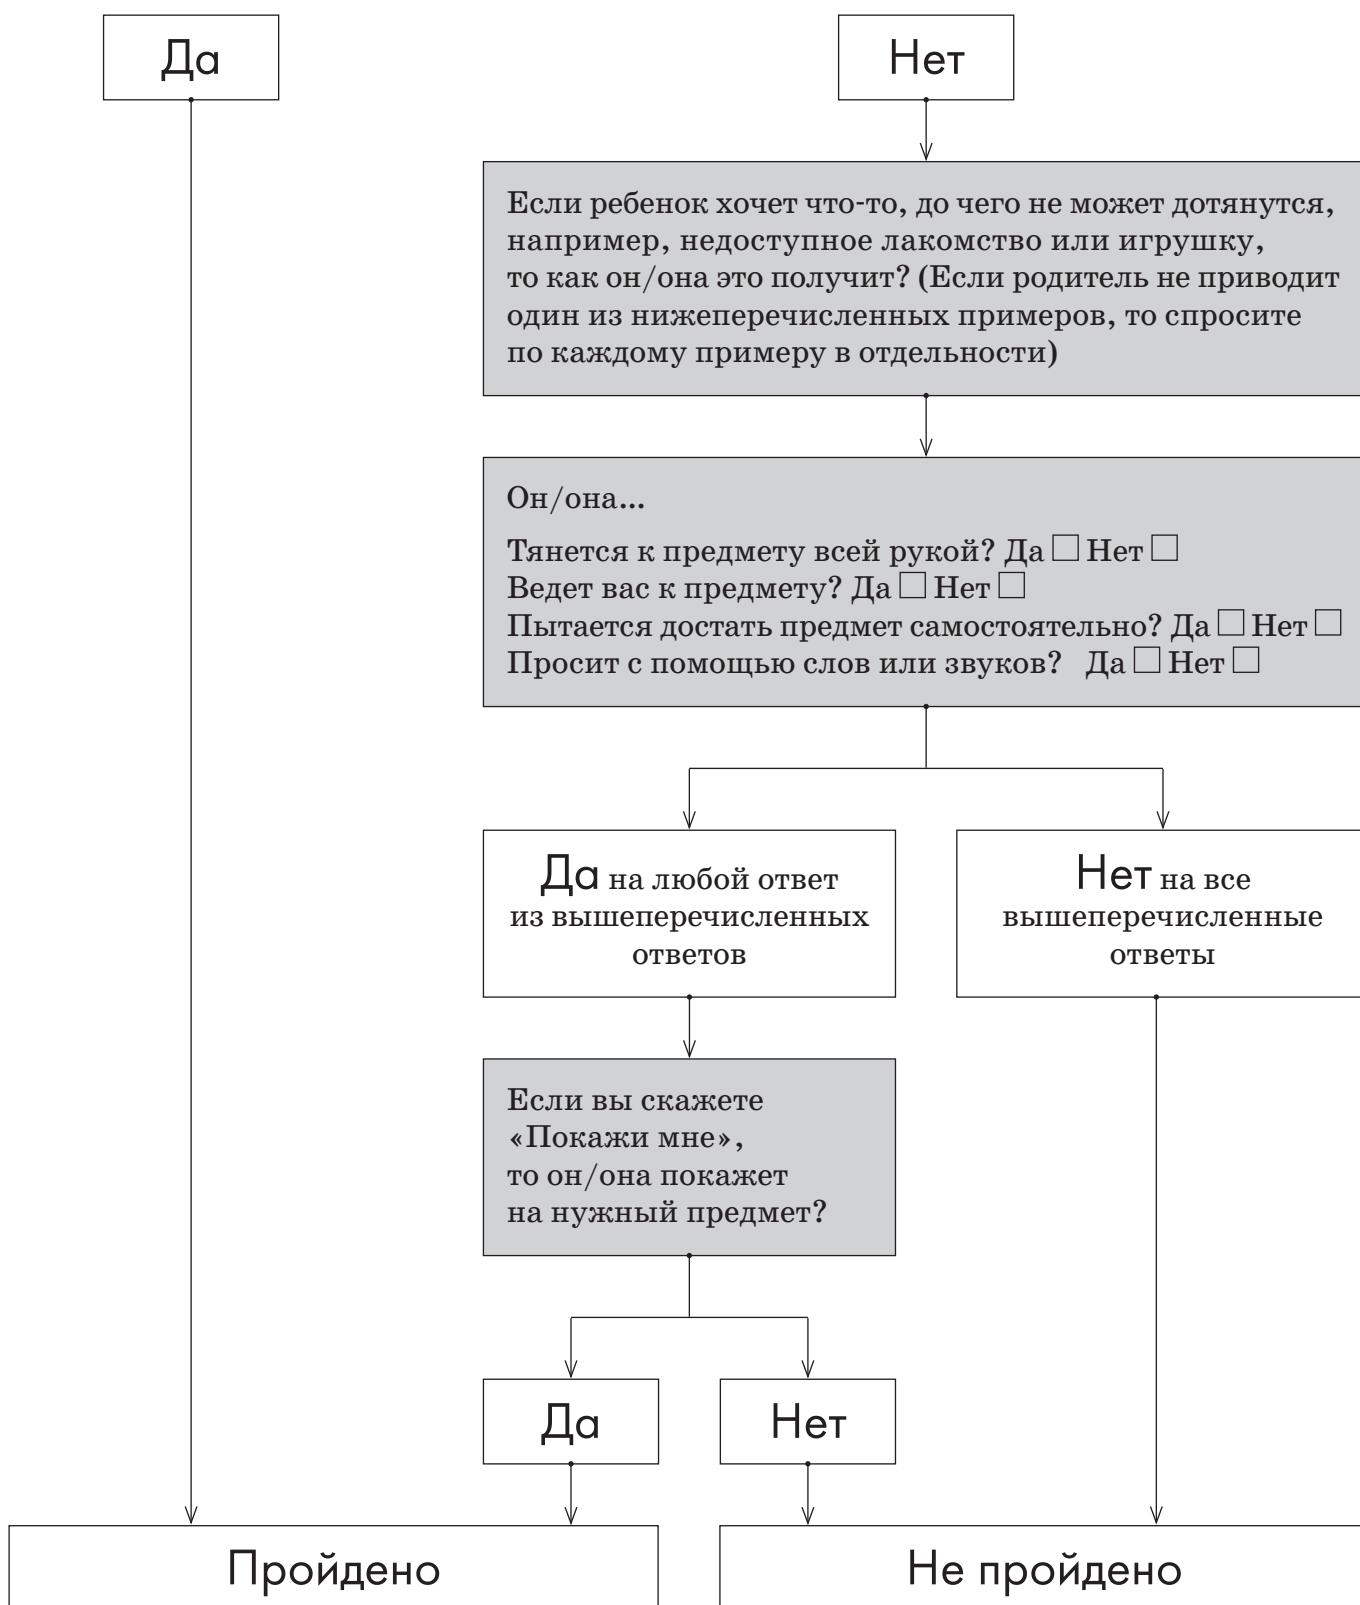 Да
Нет
Если ребенок хочет что-то, до чего не может дотянутся,
например, недоступное лакомство или игрушку,
то как он/она это получит? (Если родитель не приводит
один из нижеперечисленных примеров, то спросите
по каждому примеру в отдельности)
Он/она...
Тянется к предмету всей рукой? Да □ Нет □
Ведет вас к предмету? Да □ Нет □
Пытается достать предмет самостоятельно? Да □ Нет □
Просит с помощью слов или звуков? Да □ Нет □
Да на любой ответ
из вышеперечисленных
ответов
Нет на все
вышеперечисленные
ответы
Если вы скажете
«Покажи мне»,
то он/она покажет
на нужный предмет?
Да
Нет
Пройдено
Не пройдено